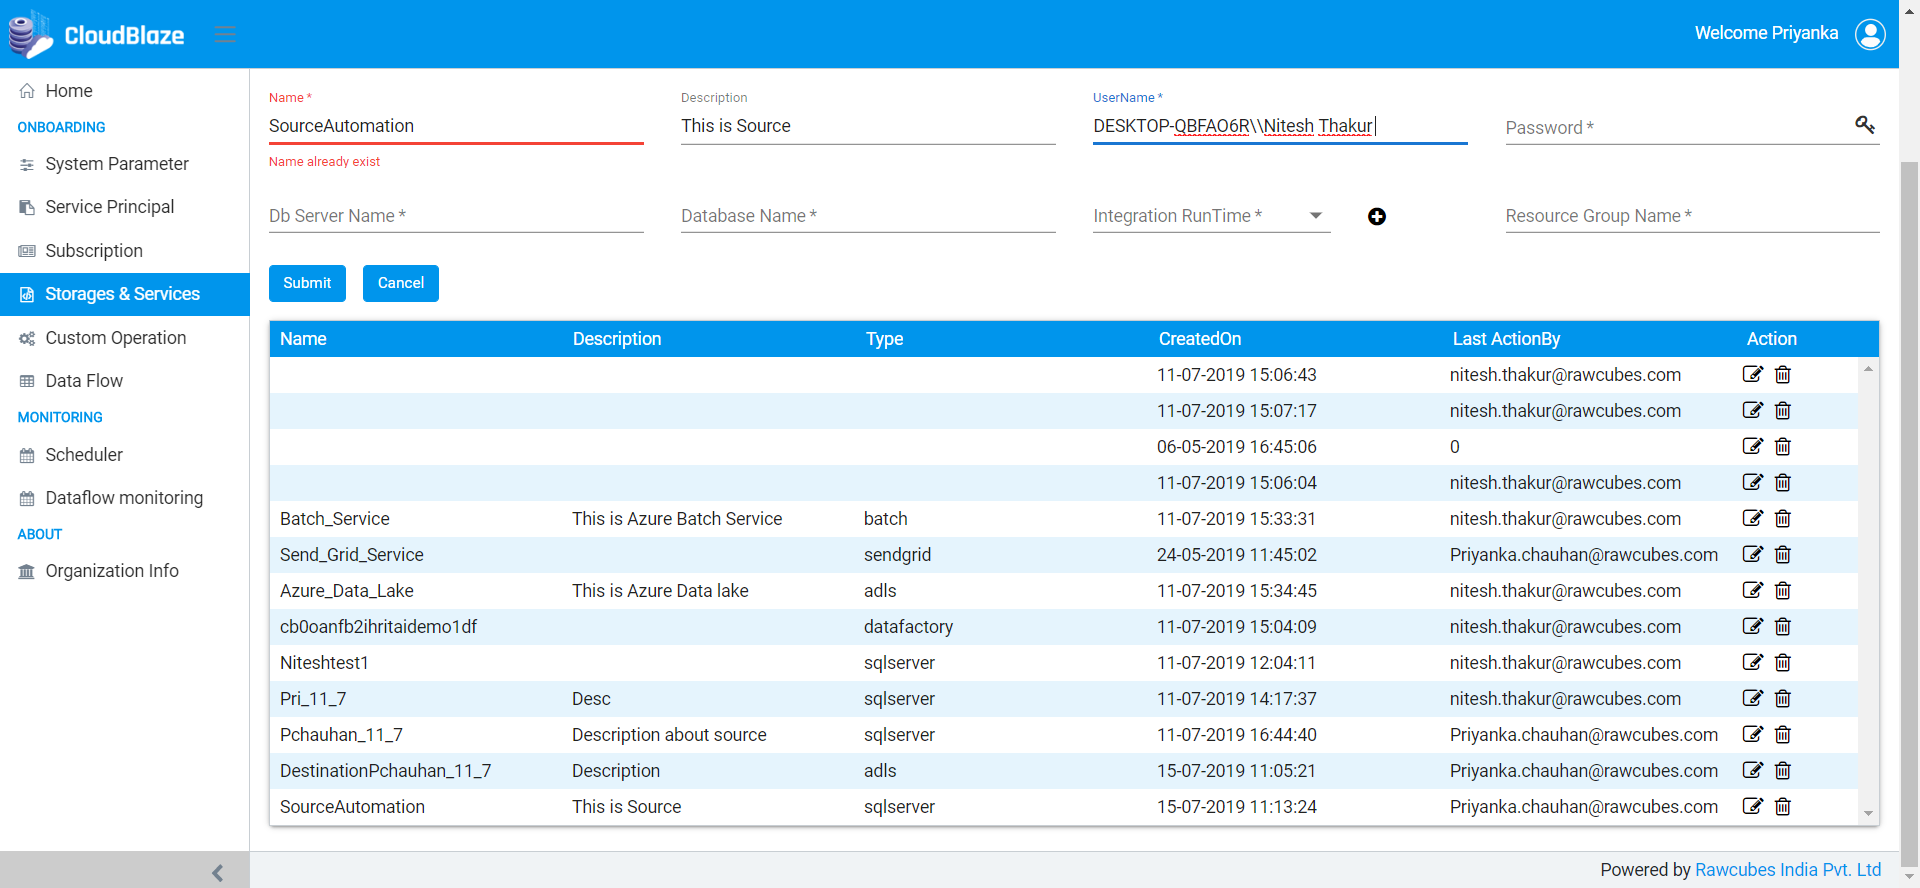 CloudBlaze
Welcome Priyanka
Home
ONBOARDING
System Parameter
Service Principal
Subscription
Storages & Services
Custom Operation
Data Flow
MONITORING
Scheduler
Dataflow monitoring
ABOUT
Organization Info
Name * Description UserName *
SourceAutomation This is Source DESKTOP-QBFAO6R\\Nitesh Thakur Password *
Name already exist
Db Server Name * Database Name * Integration RunTime * Resource Group Name *
Submit Cancel
Name Description Type CreatedOn Last ActionBy Action
11-07-2019 15:06:43 nitesh.thakur@rawcubes.com
11-07-2019 15:07:17 nitesh.thakur@rawcubes.com
06-05-2019 16:45:06 0
11-07-2019 15:06:04 nitesh.thakur@rawcubes.com
Batch_Service This is Azure Batch Service batch 11-07-2019 15:33:31 nitesh.thakur@rawcubes.com
Send_Grid_Service sendgrid 24-05-2019 11:45:02 Priyanka.chauhan@rawcubes.com
Azure_Data_Lake This is Azure Data lake adls 11-07-2019 15:34:45 nitesh.thakur@rawcubes.com
cb0oanfb2ihritaidemo1df datafactory 11-07-2019 15:04:09 nitesh.thakur@rawcubes.com
Niteshtest1 sqlserver 11-07-2019 12:04:11 nitesh.thakur@rawcubes.com
Pri_11_7 Desc sqlserver 11-07-2019 14:17:37 nitesh.thakur@rawcubes.com
Pchauhan_11_7 Description about source sqlserver 11-07-2019 16:44:40 Priyanka.chauhan@rawcubes.com
DestinationPchauhan_11_7 Description adls 15-07-2019 11:05:21 Priyanka.chauhan@rawcubes.com
SourceAutomation This is Source sqlserver 15-07-2019 11:13:24 Priyanka.chauhan@rawcubes.com
Powered by Rawcubes India Pvt. Ltd